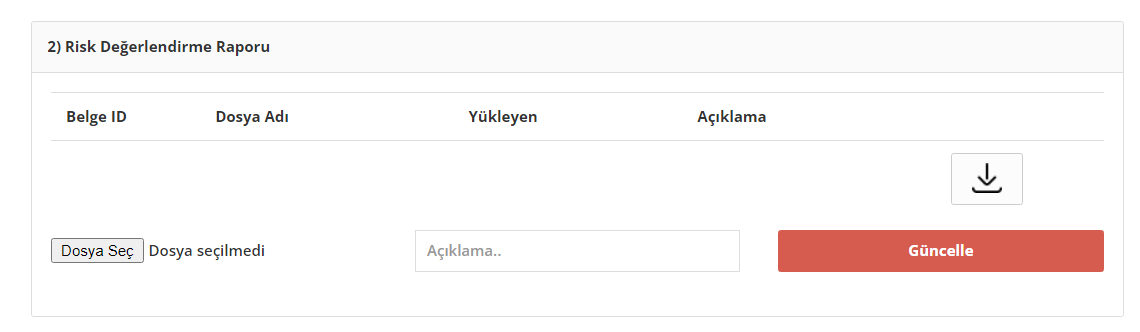 2) Risk Değerlendirme Raporu
Belge ID Dosya Adı Yükleyen Açıklama
Dosya Seç Dosya seçilmedi Açıklama.. Güncelle